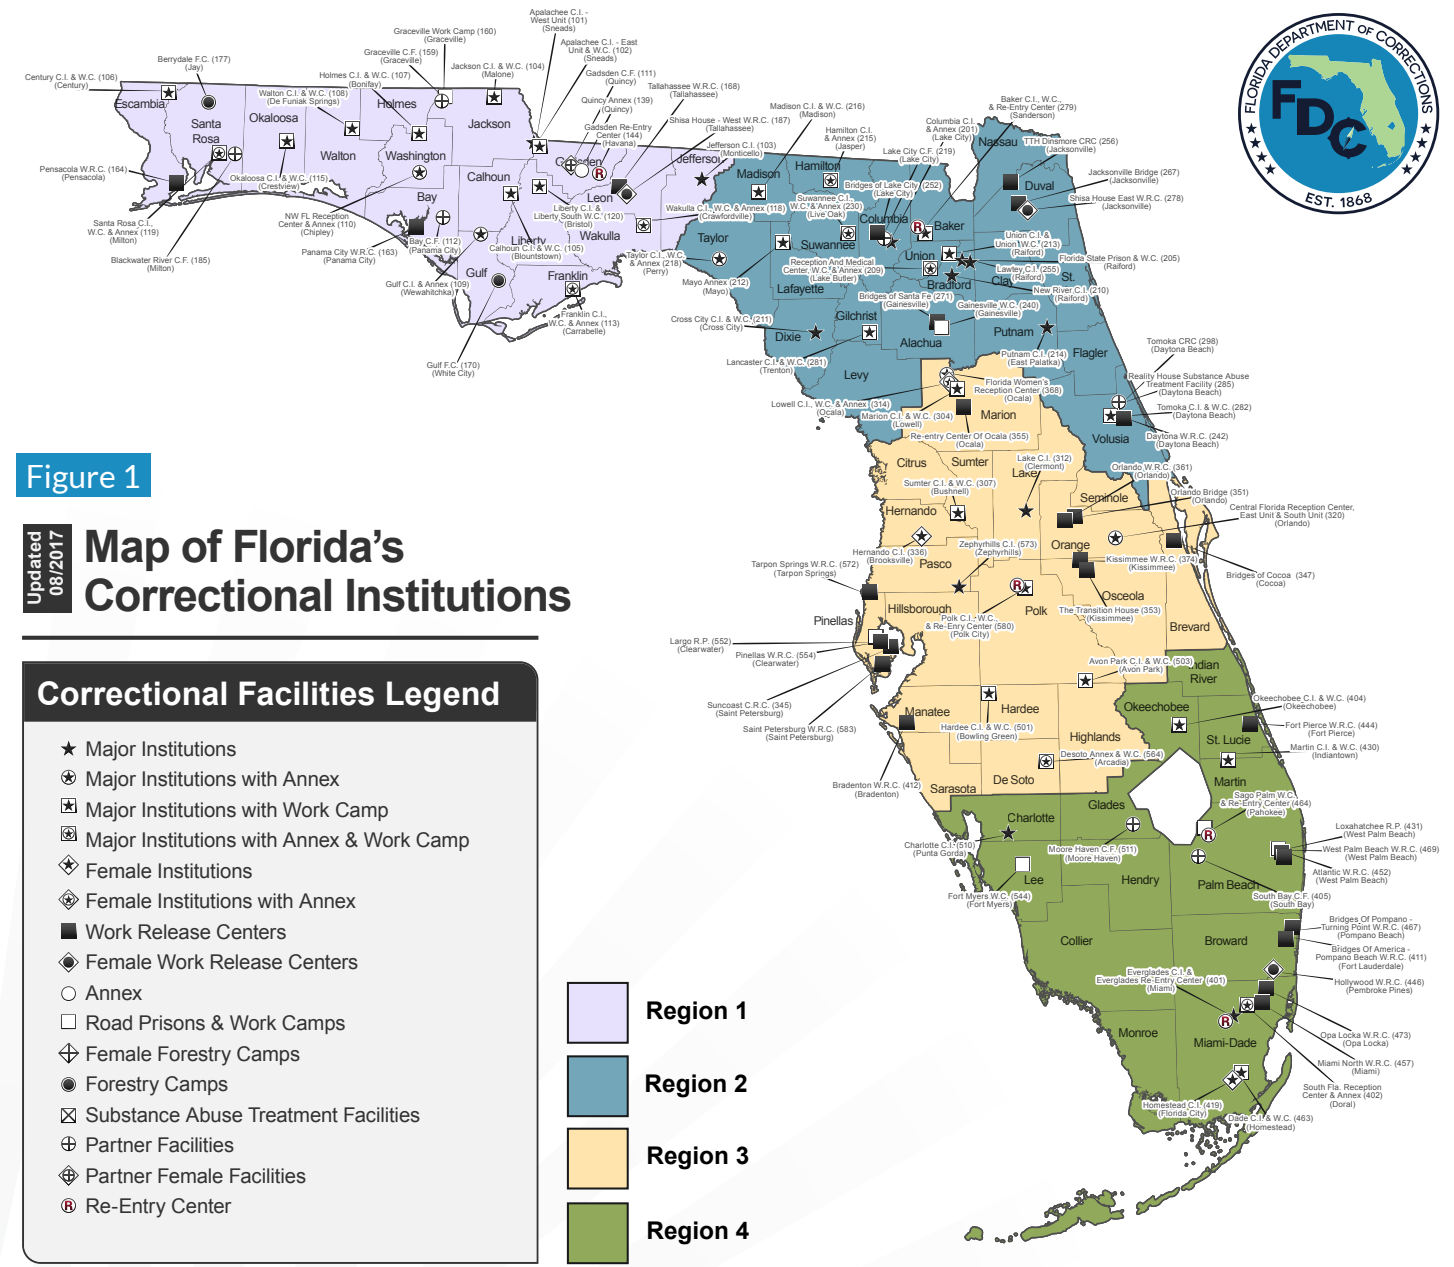 Apalachee C.I. -
West Unit (101)
(Sneads)
Graceville Work Camp (160)
(Graceville)
Apalachee C.I. - East
Unit & W.C. (102)
(Sneads)
Graceville C.F. (159)
(Graceville)
Berrydale F.C. (177)
(Jay)
Jackson C.I. & W.C. (104)
(Malone)
Century C.I. & W.C. (106)
(Century)
Holmes C.I. & W.C. (107)
(Bonifay)
Gadsden C.F. (111)
(Quincy)
Walton C.I. & W.C. (108)
(De Funiak Springs)
Tallahassee W.R.C. (168)
(Tallahassee)
Quincy Annex (139)
(Quincy)
Gadsden Re-Entry
Center (144)
(Havana)
Shisa House - West W.R.C. (187)
(Tallahassee)
Jefferson C.I. (103)
(Monticello)
Escambia
Santa
Rosa
Okaloosa
Walton
Holmes
Washington
Jackson
Calhoun
Bay
Gulf
Liberty
Franklin
Leon
Wakulla
Jefferson
Pensacola W.R.C. (164)
(Pensacola)
Okaloosa C.I. & W.C. (115)
(Crestview)
Santa Rosa C.I.,
W.C. & Annex (119)
(Milton)
Blackwater River C.F. (185)
(Milton)
NW FL Reception
Center & Annex (110)
(Chipley)
Panama City W.R.C. (163)
(Panama City)
Bay C.F. (112)
(Panama City)
Liberty C.I. &
Liberty South W.C. (120)
(Bristol)
Calhoun C.I. & W.C. (105)
(Blountstown)
Wakulla C.I., W.C. & Annex (118)
(Crawfordville)
Gulf C.I. & Annex (109)
(Wewahitchka)
Franklin C.I.,
W.C. & Annex (113)
(Carrabelle)
Gulf F.C. (170)
(White City)
Madison C.I. & W.C. (216)
(Madison)
Hamilton C.I.
& Annex (215)
(Jasper)
Columbia C.I.
& Annex (201)
(Lake City)
Baker C.I., W.C.,
& Re-Entry Center (279)
(Sanderson)
Lake City C.F. (219)
(Lake City)
Bridges of Lake City (252)
(Lake City)
TTH Dinsmore CRC (256)
(Jacksonville)
Jacksonville Bridge (267)
(Jacksonville)
Shisa House East W.R.C. (278)
(Jacksonville)
Suwannee C.I.,
W.C. & Annex (230)
(Live Oak)
Nassau
Duval
Hamilton
Madison
Taylor
Suwannee
Columbia
Baker
Union
Bradford
Clay
St.
Lafayette
Gilchrist
Dixie
Alachua
Putnam
Flagler
Levy
Volusia
Taylor C.I., W.C.
& Annex (218)
(Perry)
Mayo Annex (212)
(Mayo)
Reception And Medical
Center, W.C. & Annex (209)
(Lake Butler)
Union C.I. &
Union W.C. (213)
(Raiford)
Florida State Prison & W.C. (205)
(Raiford)
Lawtey C.I. (255)
(Raiford)
New River C.I. (210)
(Raiford)
Bridges of Santa Fe (271)
(Gainesville)
Gainesville W.C. (240)
(Gainesville)
Cross City C.I. & W.C. (211)
(Cross City)
Lancaster C.I. & W.C. (281)
(Trenton)
Putnam C.I. (214)
(East Palatka)
Tomoka CRC (298)
(Daytona Beach)
Reality House Substance Abuse
Treatment Facility (285)
(Daytona Beach)
Tomoka C.I. & W.C. (282)
(Daytona Beach)
Daytona W.R.C. (242)
(Daytona Beach)
Lowell C.I., W.C. & Annex (314)
(Ocala)
Florida Women's
Reception Center (368)
(Ocala)
Marion C.I. & W.C. (304)
(Lowell)
Re-entry Center Of Ocala (355)
(Ocala)
Marion
Citrus
Sumter
Lake
Seminole
Hernando
Pasco
Orange
Osceola
Hillsborough
Polk
Pinellas
Brevard
Manatee
Hardee
Highlands
Sarasota
De Soto
Lake C.I. (312)
(Clermont)
Sumter C.I. & W.C. (307)
(Bushnell)
Orlando W.R.C. (361)
(Orlando)
Orlando Bridge (351)
(Orlando)
Central Florida Reception Center,
East Unit & South Unit (320)
(Orlando)
Hernando C.I. (336)
(Brooksville)
Zephyrhills C.I. (573)
(Zephyrhills)
Kissimmee W.R.C. (374)
(Kissimmee)
Bridges of Cocoa (347)
(Cocoa)
Tarpon Springs W.R.C. (572)
(Tarpon Springs)
The Transition House (353)
(Kissimmee)
Polk C.I., W.C.,
& Re-Enry Center (580)
(Polk City)
Largo R.P. (552)
(Clearwater)
Pinellas W.R.C. (554)
(Clearwater)
Avon Park C.I. & W.C. (503)
(Avon Park)
Suncoast C.R.C. (345)
(Saint Petersburg)
Saint Petersburg W.R.C. (583)
(Saint Petersburg)
Hardee C.I. & W.C. (501)
(Bowling Green)
Desoto Annex & W.C. (564)
(Arcadia)
Bradenton W.R.C. (412)
(Bradenton)
Indian
River
Okeechobee
St. Lucie
Martin
Glades
Charlotte
Lee
Hendry
Palm Beach
Collier
Broward
Monroe
Miami-Dade
Okeechobee C.I. & W.C. (404)
(Okeechobee)
Fort Pierce W.R.C. (444)
(Fort Pierce)
Martin C.I. & W.C. (430)
(Indiantown)
Sago Palm W.C.
& Re-Entry Center (464)
(Pahokee)
Charlotte C.I. (510)
(Punta Gorda)
Moore Haven C.F. (511)
(Moore Haven)
Loxahatchee R.P. (431)
(West Palm Beach)
West Palm Beach W.R.C. (469)
(West Palm Beach)
Atlantic W.R.C. (452)
(West Palm Beach)
Fort Myers W.C. (544)
(Fort Myers)
South Bay C.F. (405)
(South Bay)
Bridges Of Pompano -
Turning Point W.R.C. (467)
(Pompano Beach)
Bridges Of America -
Pompano Beach W.R.C. (411)
(Fort Lauderdale)
Everglades C.I. &
Everglades Re-Entry Center (401)
(Miami)
Hollywood W.R.C. (446)
(Pembroke Pines)
Opa Locka W.R.C. (473)
(Opa Locka)
Miami North W.R.C. (457)
(Miami)
South Fla. Reception
Center & Annex (402)
(Doral)
Homestead C.I. (419)
(Florida City)
Dade C.I. & W.C. (463)
(Homestead)
FLORIDA DEPARTMENT OF CORRECTIONS
FDC
EST. 1868
Figure 1
Updated
08/2017
Map of Florida's
Correctional Institutions
Correctional Facilities Legend
Major Institutions
Major Institutions with Annex
Major Institutions with Work Camp
Major Institutions with Annex & Work Camp
Female Institutions
Female Institutions with Annex
Work Release Centers
Female Work Release Centers
Annex
Road Prisons & Work Camps
Female Forestry Camps
Forestry Camps
Substance Abuse Treatment Facilities
Partner Facilities
Partner Female Facilities
R Re-Entry Center
Region 1
Region 2
Region 3
Region 4